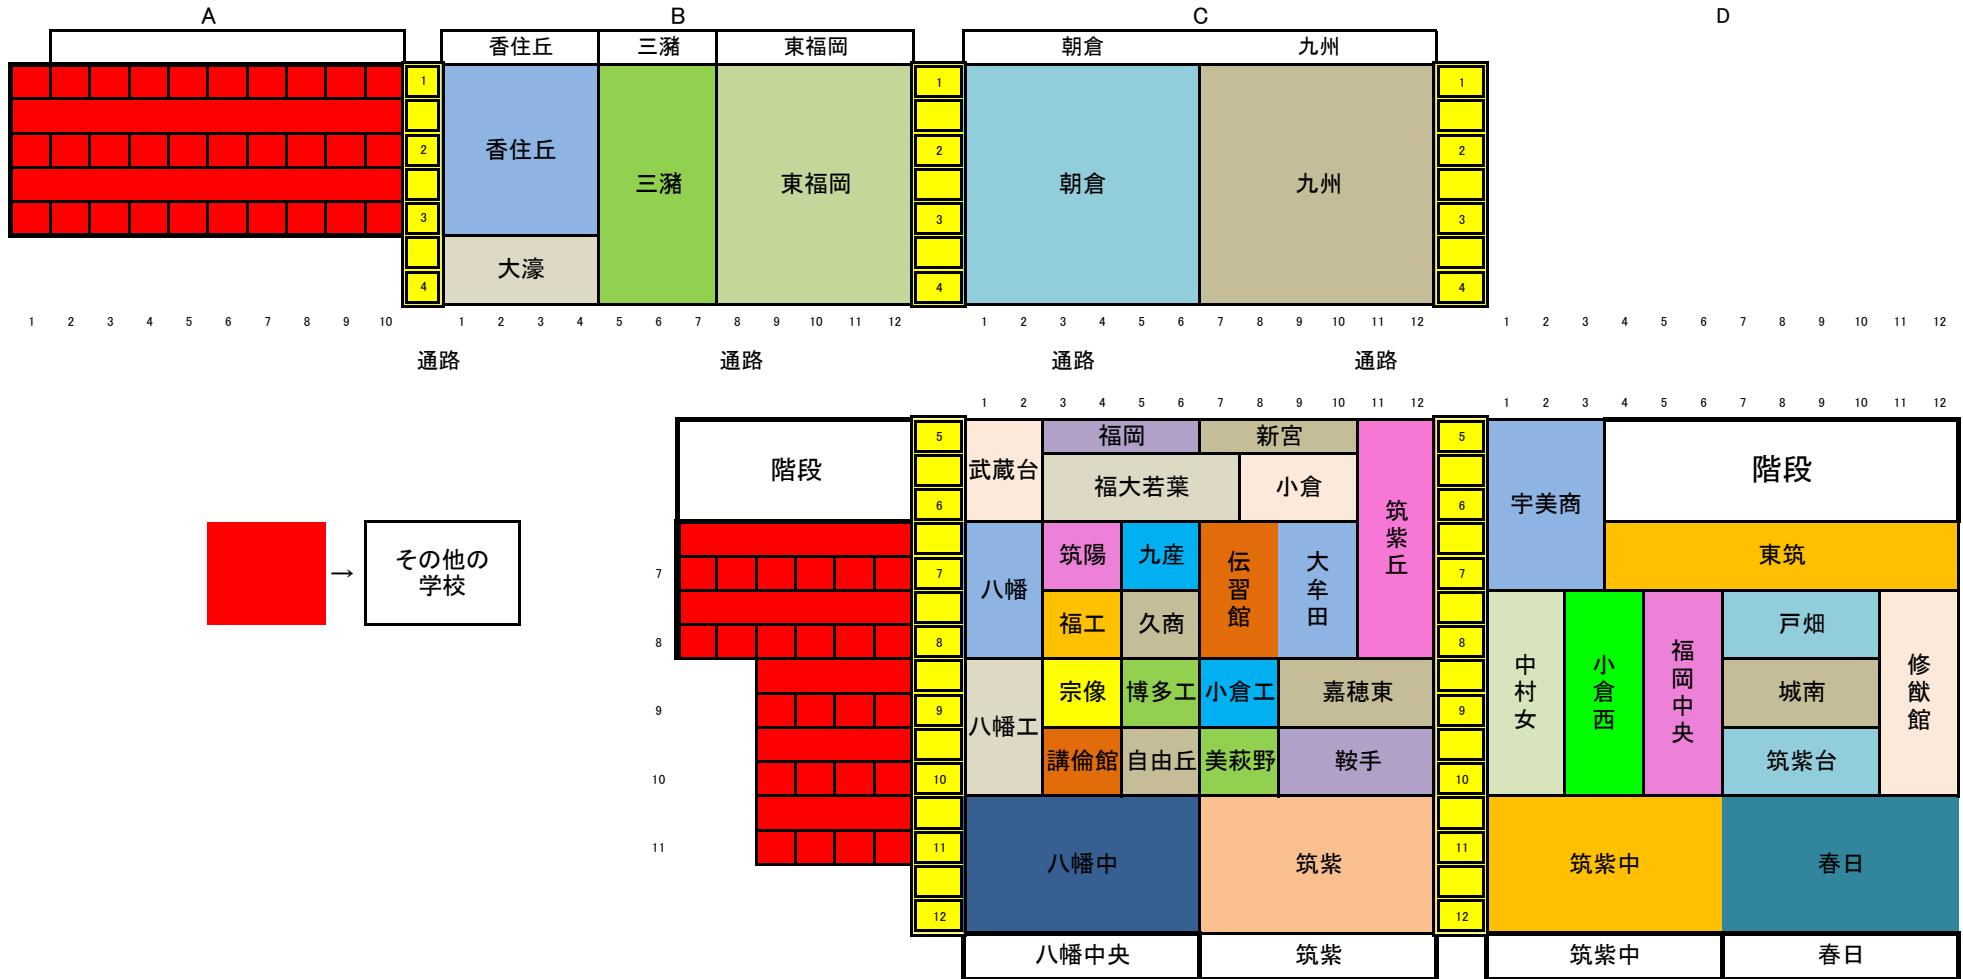 A B C D
香住丘 三潴 東福岡 朝倉 九州
1 1 1
香住丘
2 2 2
三潴 東福岡 朝倉 九州
3 3 3
大濠
4 4 4
1 2 3 4 5 6 7 8 9 10 1 2 3 4 5 6 7 8 9 10 11 12 1 2 3 4 5 6 7 8 9 10 11 12 1 2 3 4 5 6 7 8 9 10 11 12
通路 通路 通路 通路
1 2 3 4 5 6 7 8 9 10 11 12 1 2 3 4 5 6 7 8 9 10 11 12
5 福岡 新宮 5
階段 武蔵台 階段
福大若葉 小倉
6 6 宇美商
筑紫丘
その他の
学校
→
筑陽 九産 東筑
7 7 7
八幡 伝習館 大牟田
福工 久商 戸畑
8 8 8
中村女 小倉西 福岡中央 修猷館
宗像 博多工 小倉工 嘉穂東 城南
9 9 9
八幡工
講倫館 自由丘 美萩野 鞍手 筑紫台
10 10 10
11 11 八幡中 筑紫 11 筑紫中 春日
12 12
八幡中央 筑紫 筑紫中 春日